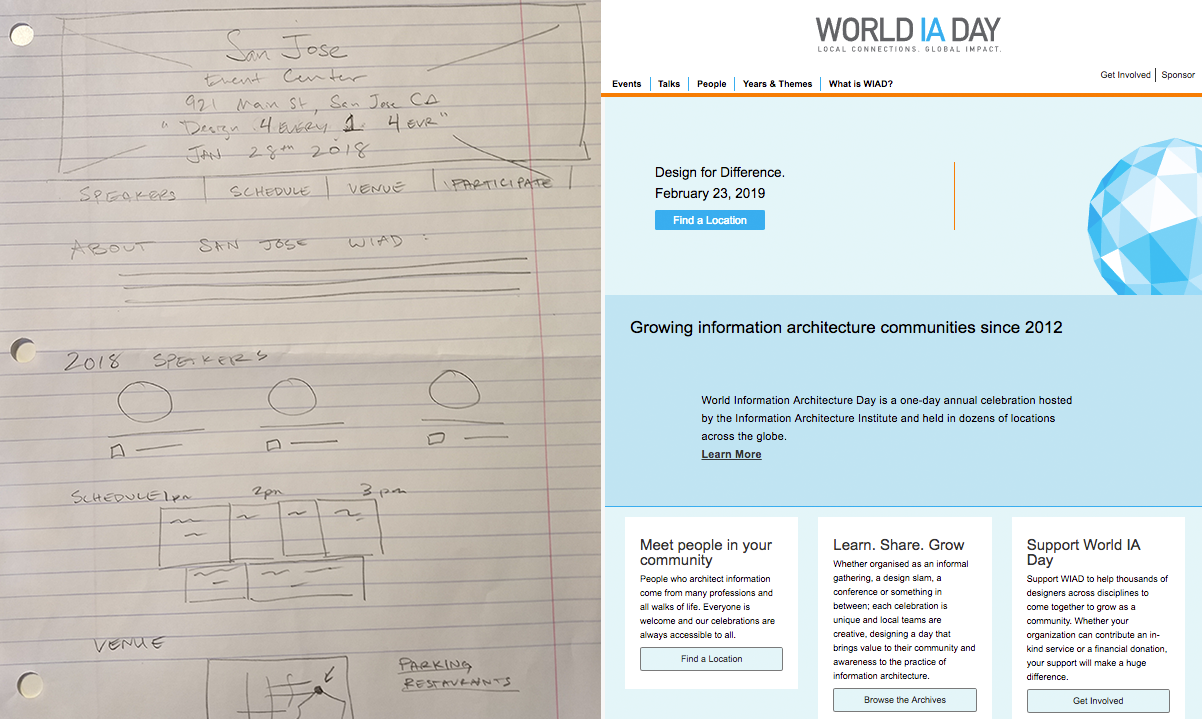 San Jose
Event Center
921 Main St, San Jose CA
"Design 4 EVERY 1 4 EVR"
JAN 28th 2018
SPEAKERS | SCHEDULE | VENUE | PARTICIPATE |
ABOUT SAN JOSE WIAD :
2018 SPEAKERS
SCHEDULE 1pm 2pm 3pm
VENUE
PARKING
RESTAURANTS
WORLD IA DAY
LOCAL CONNECTIONS. GLOBAL IMPACT.
Get Involved | Sponsor
Events | Talks | People | Years & Themes | What is WIAD?
Design for Difference.
February 23, 2019
Find a Location
Growing information architecture communities since 2012
World Information Architecture Day is a one-day annual celebration hosted
by the Information Architecture Institute and held in dozens of locations
across the globe.
Learn More
Meet people in your
community
People who architect information
come from many professions and
all walks of life. Everyone is
welcome and our celebrations are
always accessible to all.
Find a Location
Learn. Share. Grow
Whether organised as an informal
gathering, a design slam, a
conference or something in
between; each celebration is
unique and local teams are
creative, designing a day that
brings value to their community and
awareness to the practice of
information architecture.
Browse the Archives
Support World IA
Day
Support WIAD to help thousands of
designers across disciplines to
come together to grow as a
community. Whether your
organization can contribute an in-
kind service or a financial donation,
your support will make a huge
difference.
Get Involved